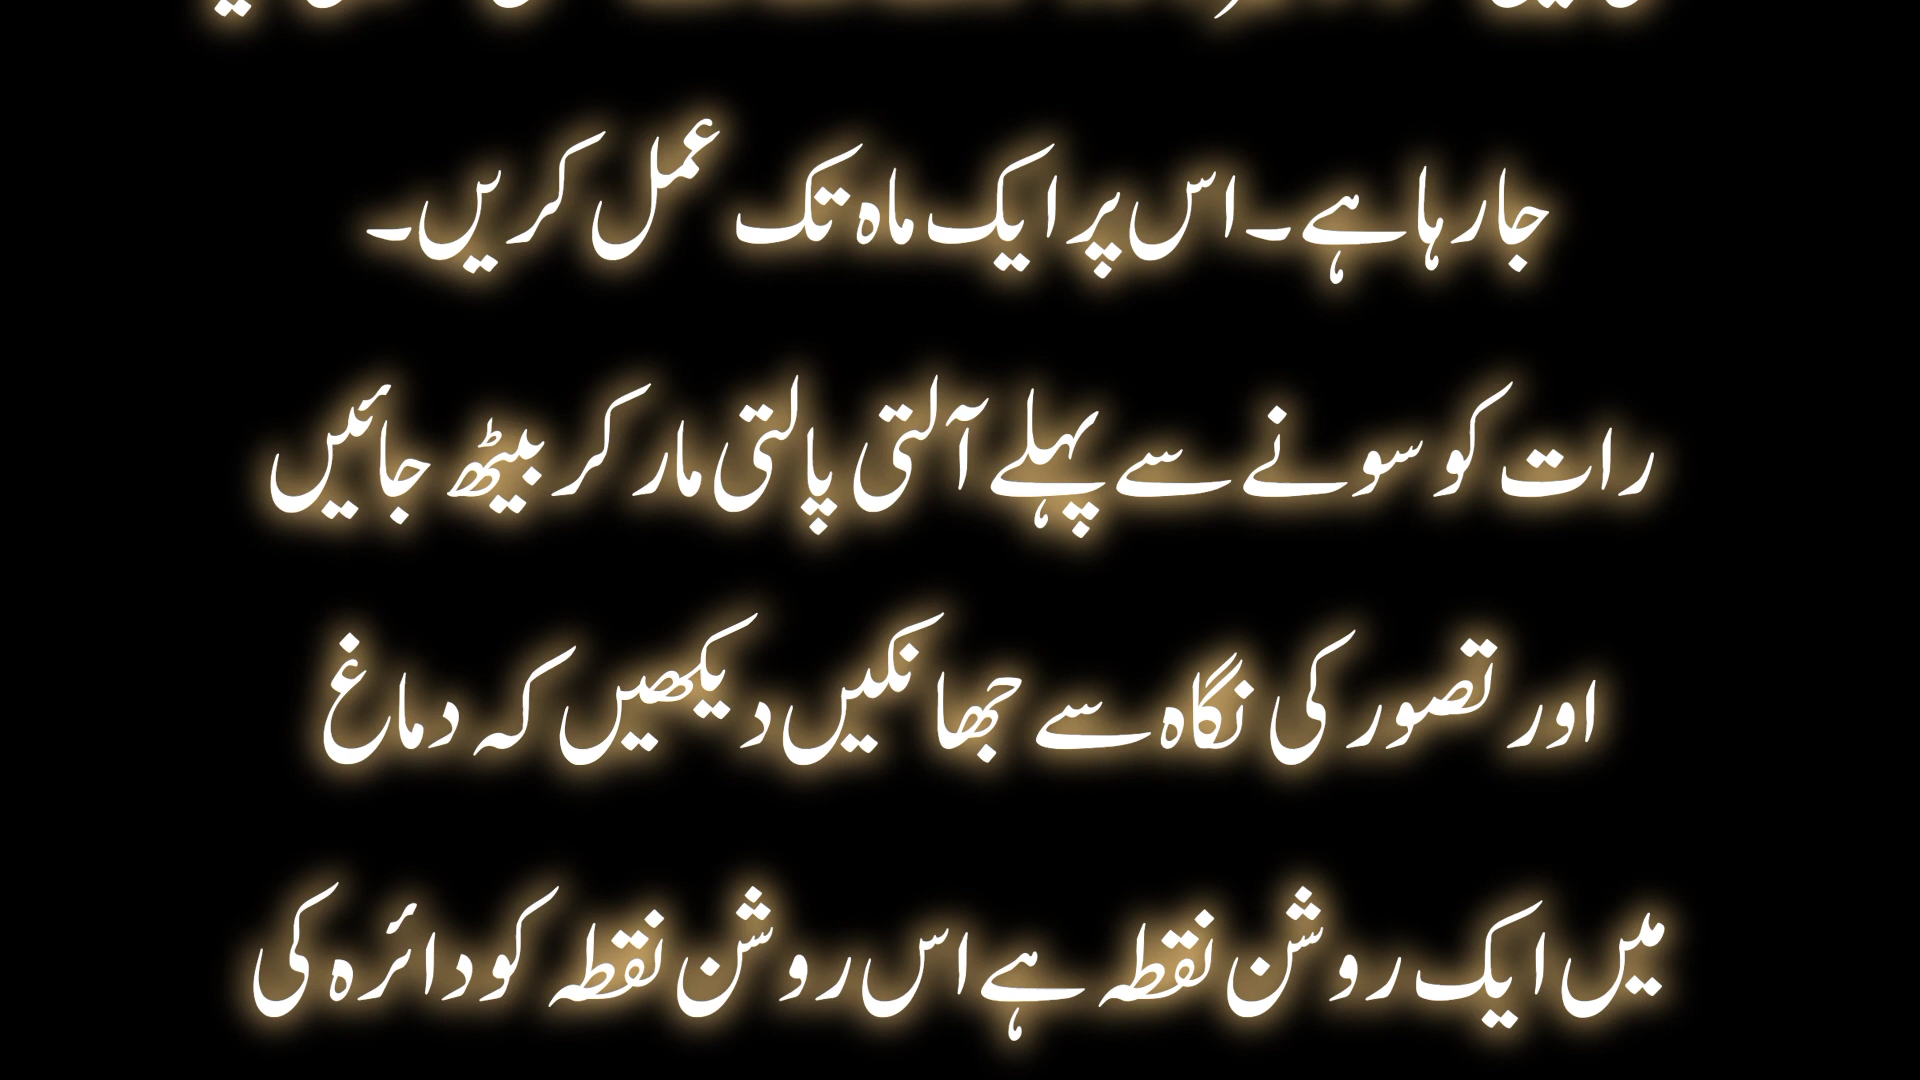 جارہا ہے۔ اس پر ایک ماہ تک عمل کریں۔
رات کو سونے سے پہلے آلتی پالتی مار کر بیٹھ جائیں
اور تصور کی نگاہ سے جھانکیں دیکھیں کہ دماغ
میں ایک روشن نقطہ ہے اس روشن نقطہ کو دائرہ کی